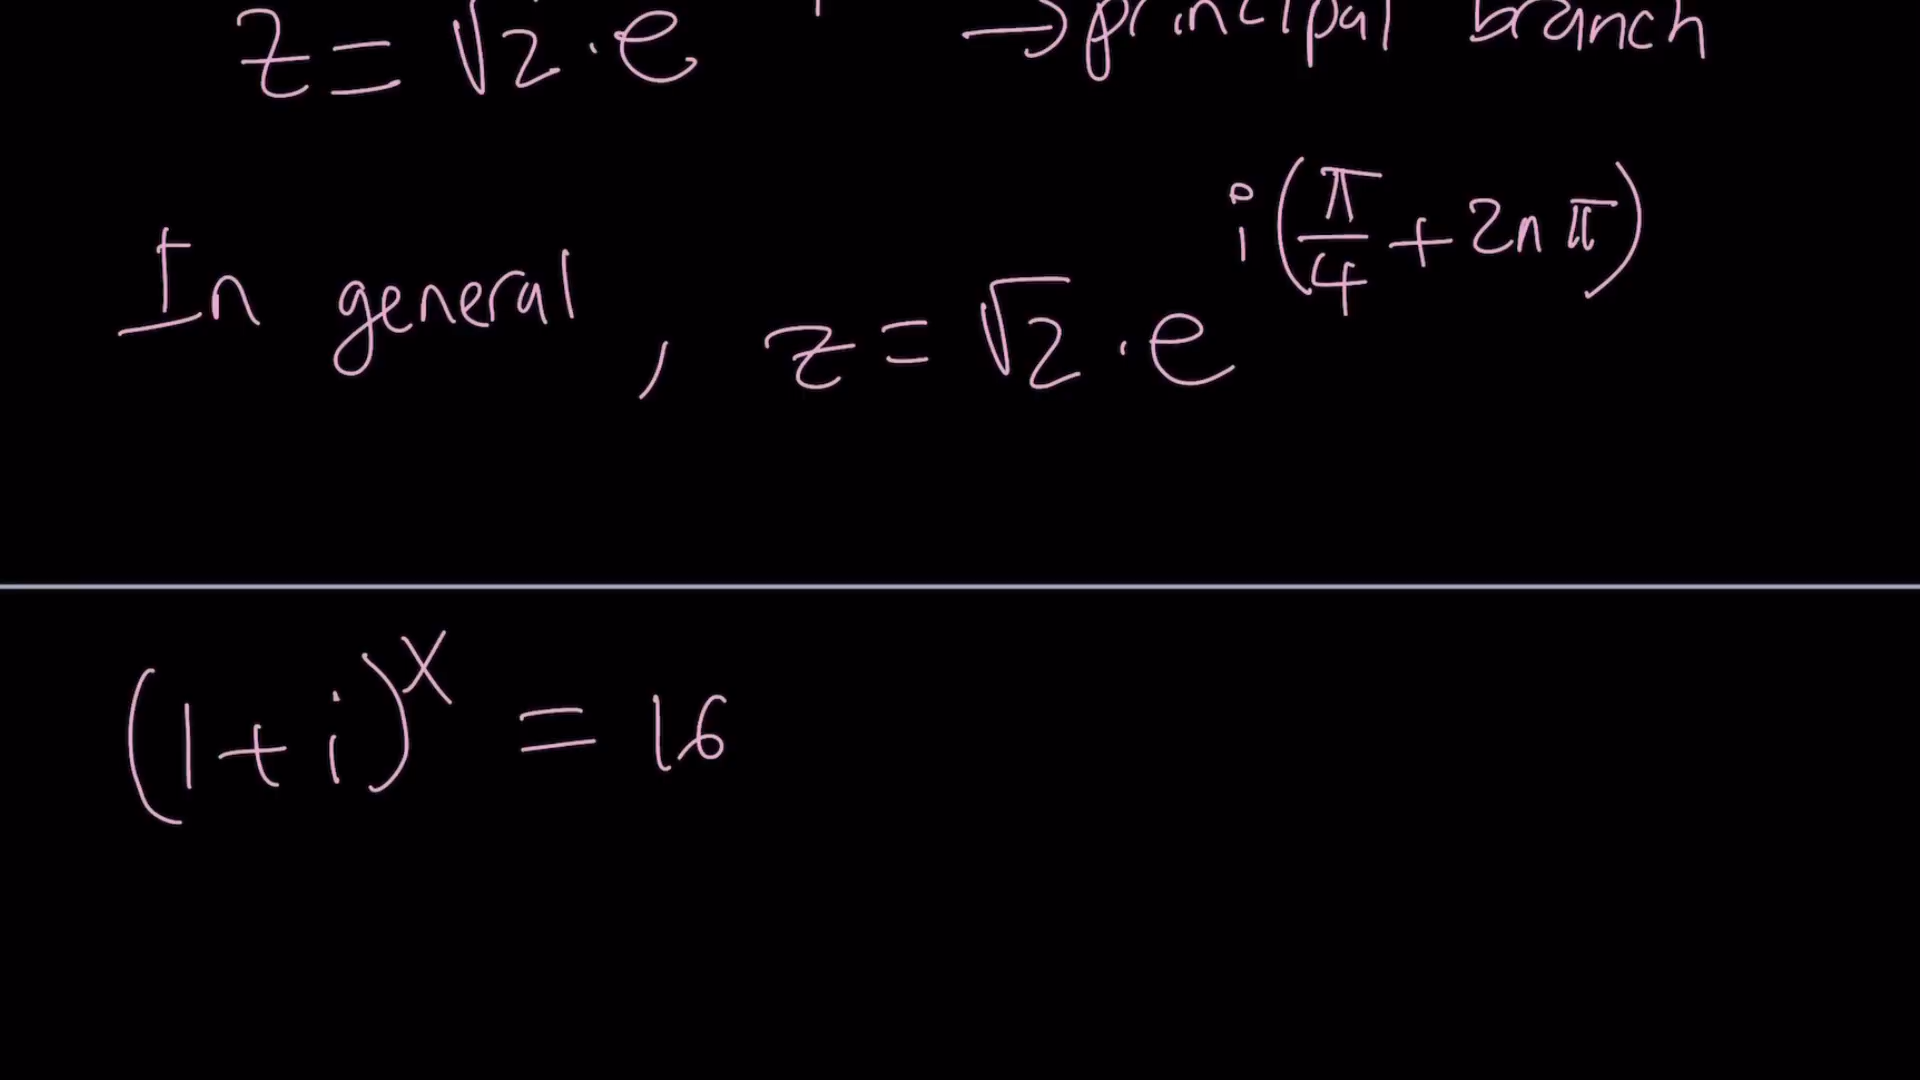 z = √2 · e → principal branch
In general, z = √2 · e^{i(π/4 + 2nπ)}
(1 + i)^x = 16